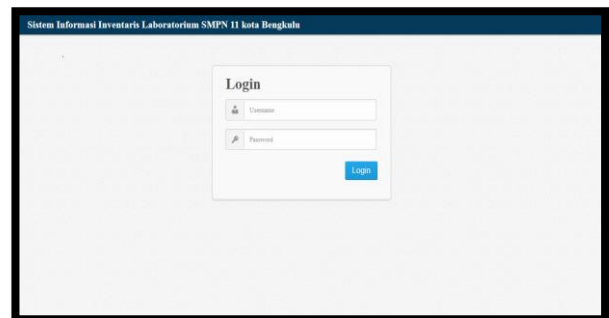 Sistem Informasi Inventaris Laboratorium SMPN 11 kota Bengkulu
Login
Username
Password
Login